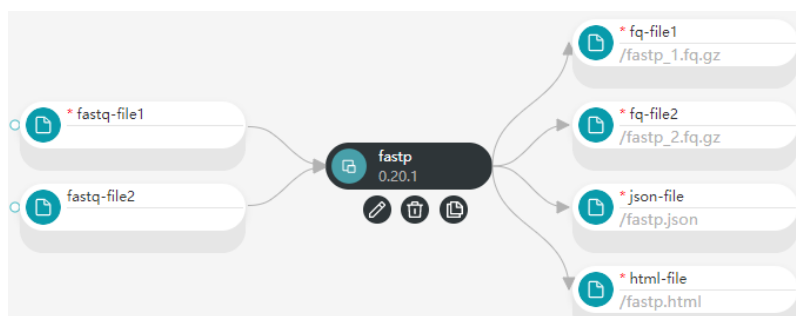 * fastq-file1
fastq-file2
fastp
0.20.1
* fq-file1
/fastp_1.fq.gz
* fq-file2
/fastp_2.fq.gz
* json-file
/fastp.json
* html-file
/fastp.html